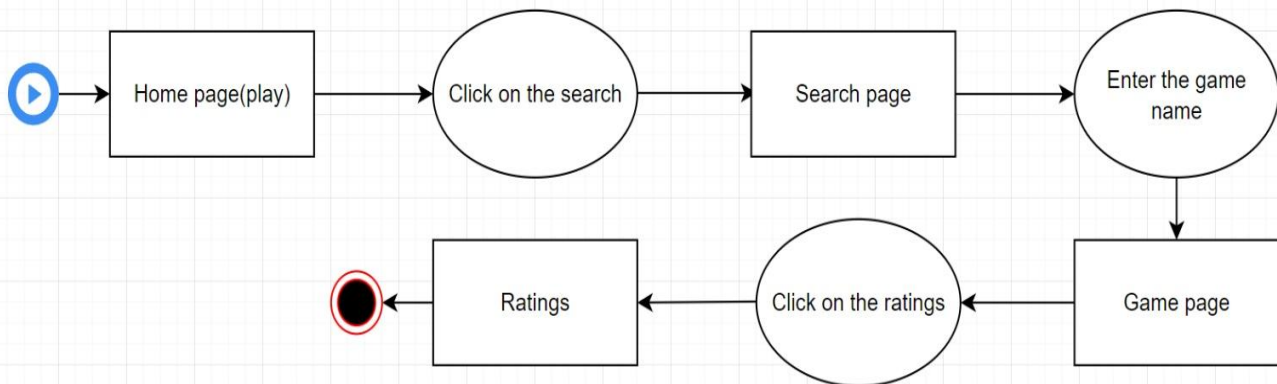 Home page(play)
Click on the search
Search page
Enter the game
name
Game page
Click on the ratings
Ratings